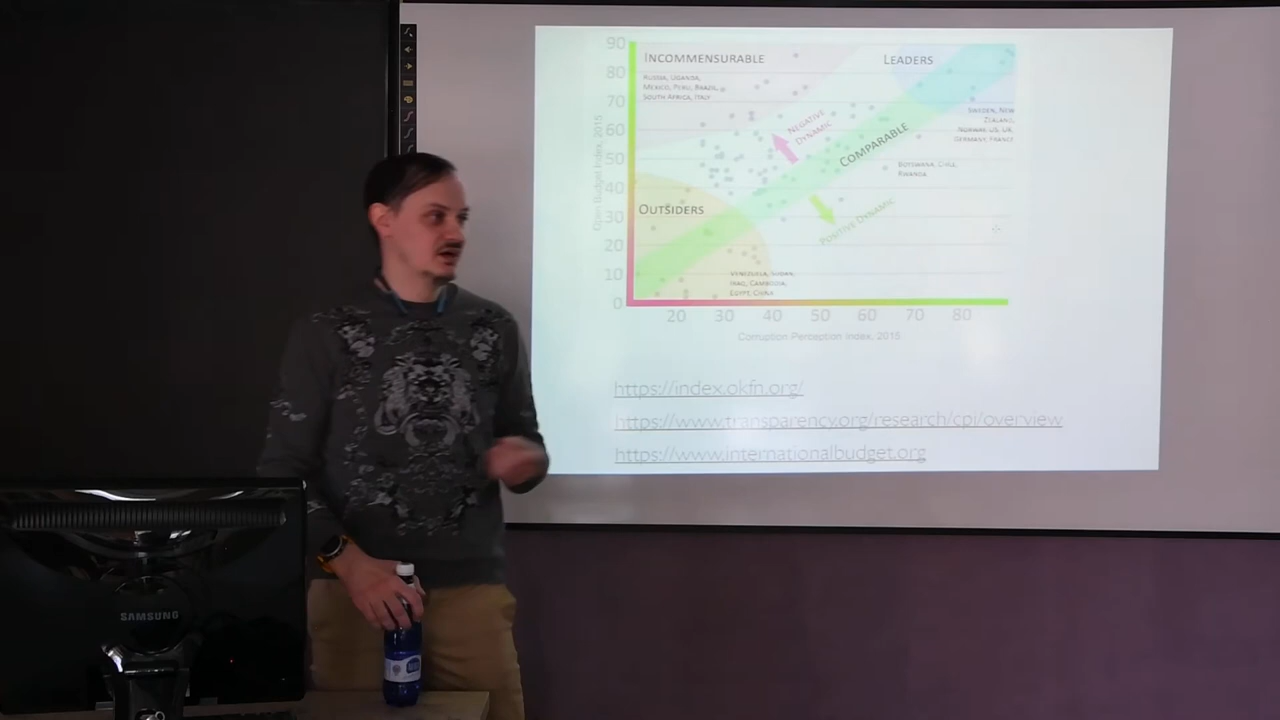 90
80
70
60
50
40
30
20
10
0
Open Budget Index, 2015
INCOMMENSURABLE
RUSSIA, UGANDA,
MEXICO, PERU, BRAZIL,
SOUTH AFRICA, ITALY
LEADERS
SWEDEN, NEW
ZEALAND,
NORWAY, US, UK,
GERMANY, FRANCE
NEGATIVE
DYNAMIC
COMPARABLE
BOTSWANA, CHILE,
RWANDA
OUTSIDERS
POSITIVE DYNAMIC
VENEZUELA, SUDAN,
IRAQ, CAMBODIA,
EGYPT, CHINA
20 30 40 50 60 70 80
Corruption Perception Index, 2015
https://index.okfn.org/
https://www.transparency.org/research/cpi/overview
https://www.internationalbudget.org
SAMSUNG